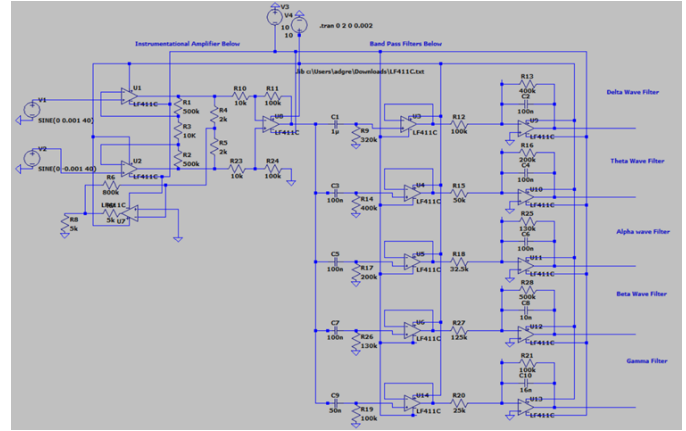 V3
V4
10
10
.tran 0 2 0 0.002
Instrumentational Amplifier Below
Band Pass Filters Below
.lib c:\Users\adgre\Downloads\LF411C.txt
V1
SINE(0 0.001 40)
V2
SINE(0 -0.001 40)
U1
LF411C
R1
500k
R3
10K
R2
500k
U2
LF411C
R4
2k
R5
2k
R10
10k
R11
100k
U8
LF411C
R23
10k
R24
100k
R6
800k
R8
5k
5k
U7
C1
1µ
R9
320k
U3
LF411C
R12
100k
R13
400k
C2
100n
U9
LF411C
Delta Wave Filter
C3
100n
R14
400k
U4
LF411C
R15
50k
R16
200k
C4
100n
U10
LF411C
Theta Wave Filter
C5
100n
R17
200k
U5
LF411C
R18
32.5k
R25
130k
C6
100n
U11
LF411C
Alpha wave Filter
C7
100n
R26
130k
U6
LF411C
R27
125k
R28
500k
C8
10n
U12
LF411C
Beta Wave Filter
C9
50n
R19
100k
U14
LF411C
R20
25k
R21
100k
C10
16n
U13
LF411C
Gamma Filter